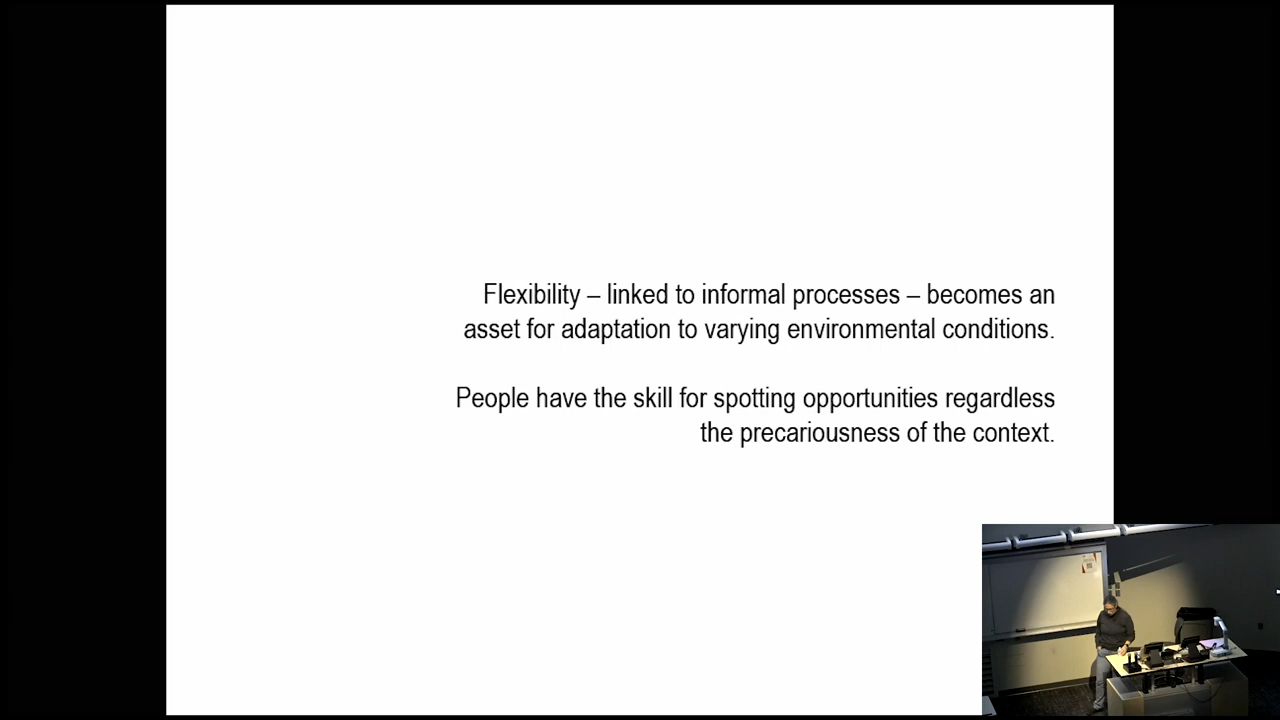 Flexibility – linked to informal processes – becomes an
asset for adaptation to varying environmental conditions.
People have the skill for spotting opportunities regardless
the precariousness of the context.